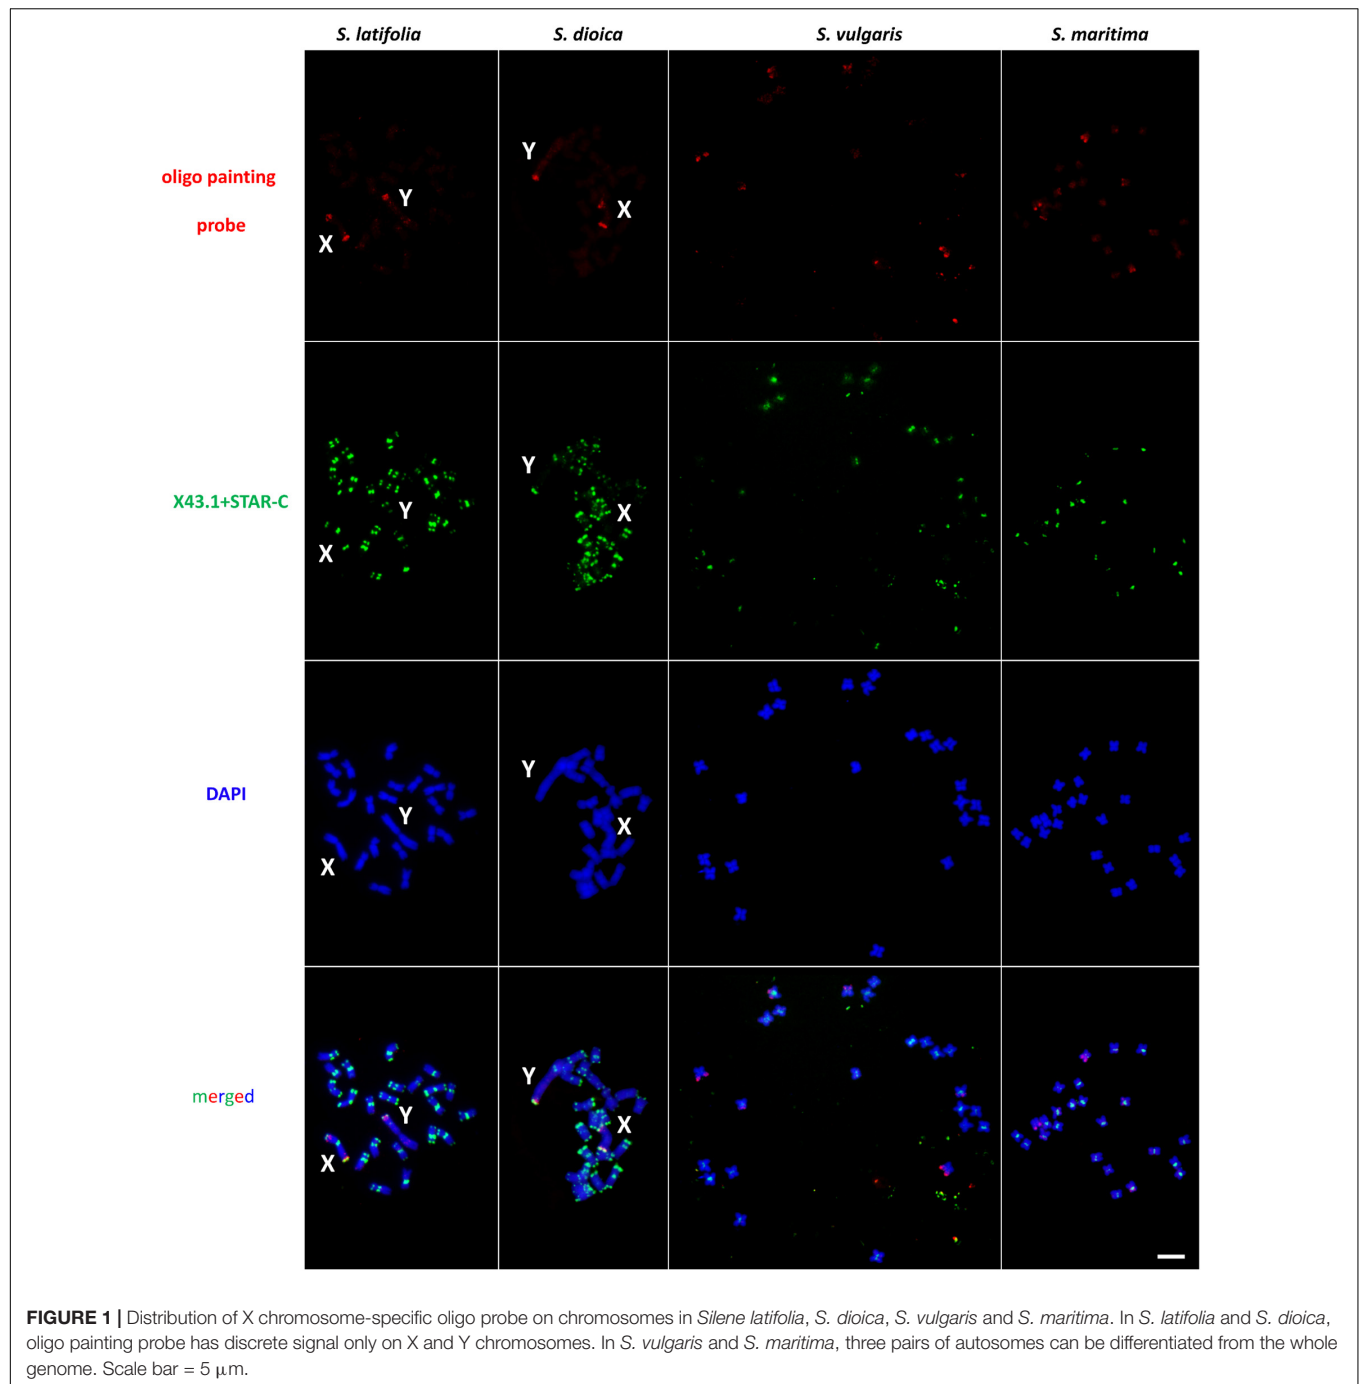 S. latifolia S. dioica S. vulgaris S. maritima
oligo painting
probe
Y
X
Y
X
X43.1+STAR-C
Y
X
Y
X
DAPI
Y
X
Y
X
merged
Y
X
Y
X
FIGURE 1 | Distribution of X chromosome-specific oligo probe on chromosomes in Silene latifolia, S. dioica, S. vulgaris and S. maritima. In S. latifolia and S. dioica,
oligo painting probe has discrete signal only on X and Y chromosomes. In S. vulgaris and S. maritima, three pairs of autosomes can be differentiated from the whole
genome. Scale bar = 5 μm.